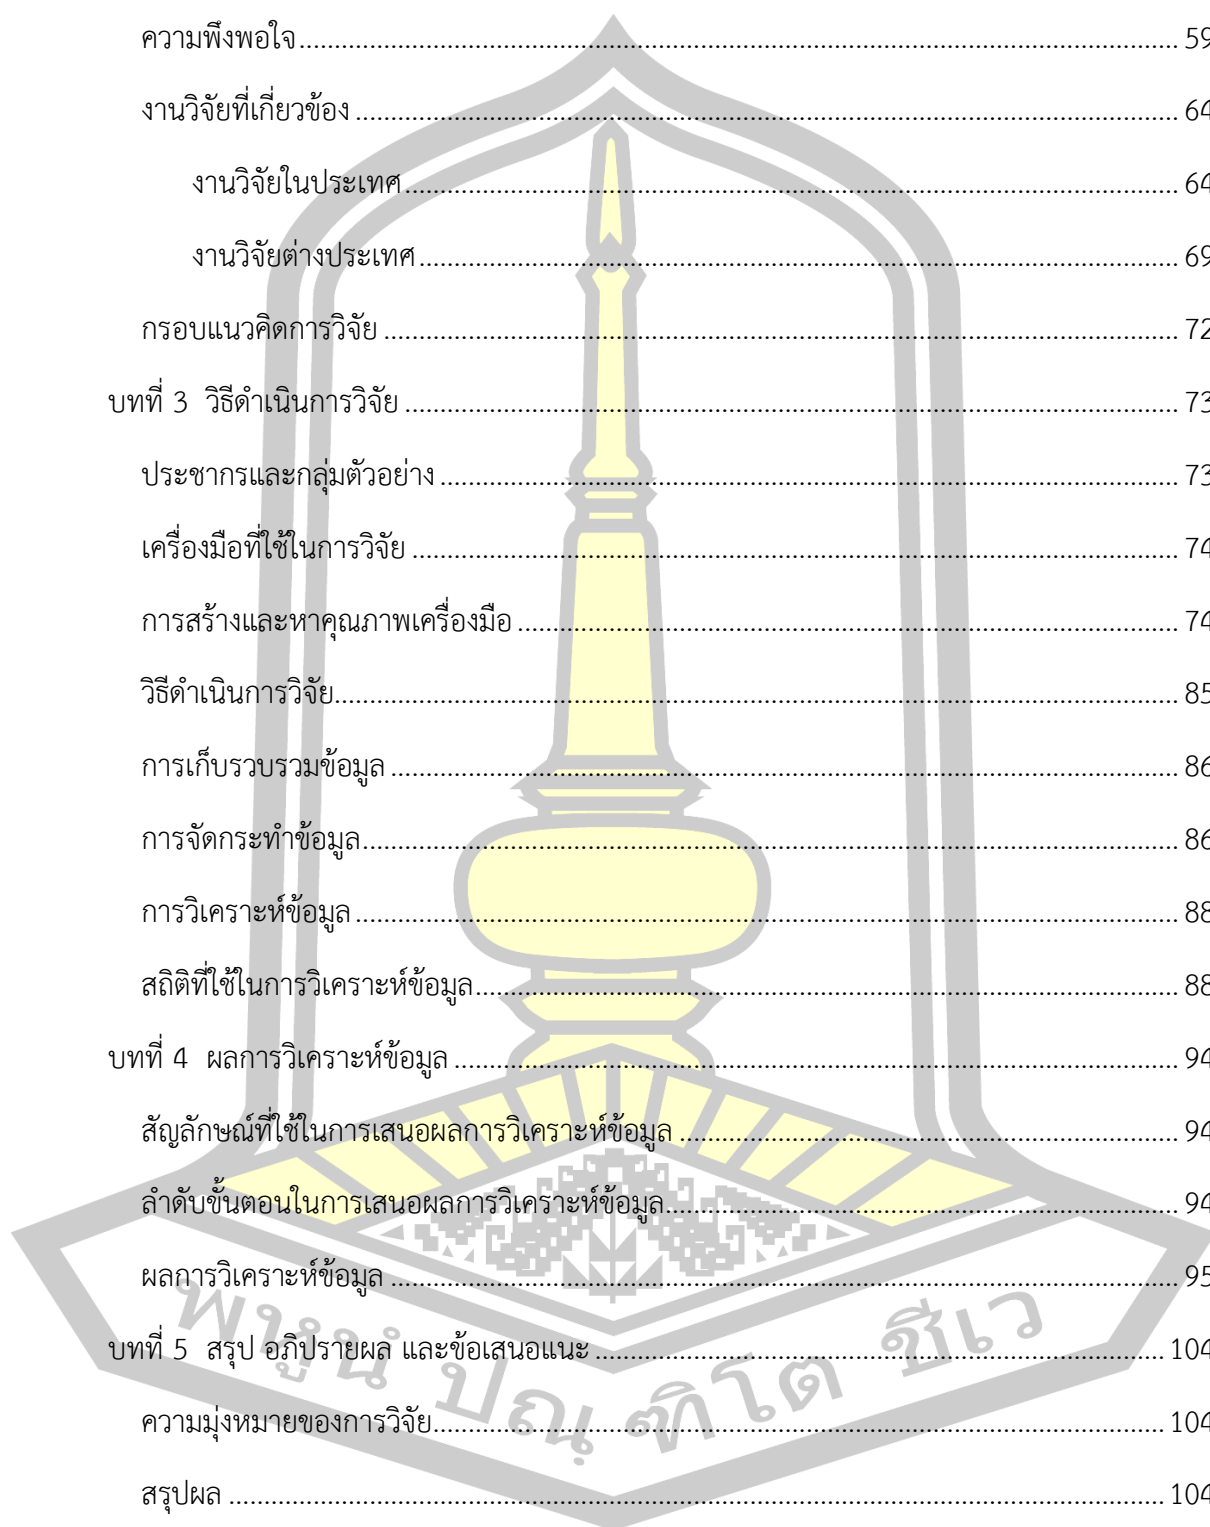 ความพึงพอใจ 59
งานวิจัยที่เกี่ยวข้อง 64
งานวิจัยในประเทศ 64
งานวิจัยต่างประเทศ 69
กรอบแนวคิดการวิจัย 72
บทที่ 3 วิธีดำเนินการวิจัย 73
ประชากรและกลุ่มตัวอย่าง 73
เครื่องมือที่ใช้ในการวิจัย 74
การสร้างและหาคุณภาพเครื่องมือ 74
วิธีดำเนินการวิจัย 85
การเก็บรวบรวมข้อมูล 86
การจัดกระทำข้อมูล 86
การวิเคราะห์ข้อมูล 88
สถิติที่ใช้ในการวิเคราะห์ข้อมูล 88
บทที่ 4 ผลการวิเคราะห์ข้อมูล 94
สัญลักษณ์ที่ใช้ในการเสนอผลการวิเคราะห์ข้อมูล 94
ลำดับขั้นตอนในการเสนอผลการวิเคราะห์ข้อมูล 94
ผลการวิเคราะห์ข้อมูล 95
บทที่ 5 สรุป อภิปรายผล และข้อเสนอแนะ 104
ความมุ่งหมายของการวิจัย 104
สรุปผล 104
พหูนํ ปณฺฑิโต ชีเว